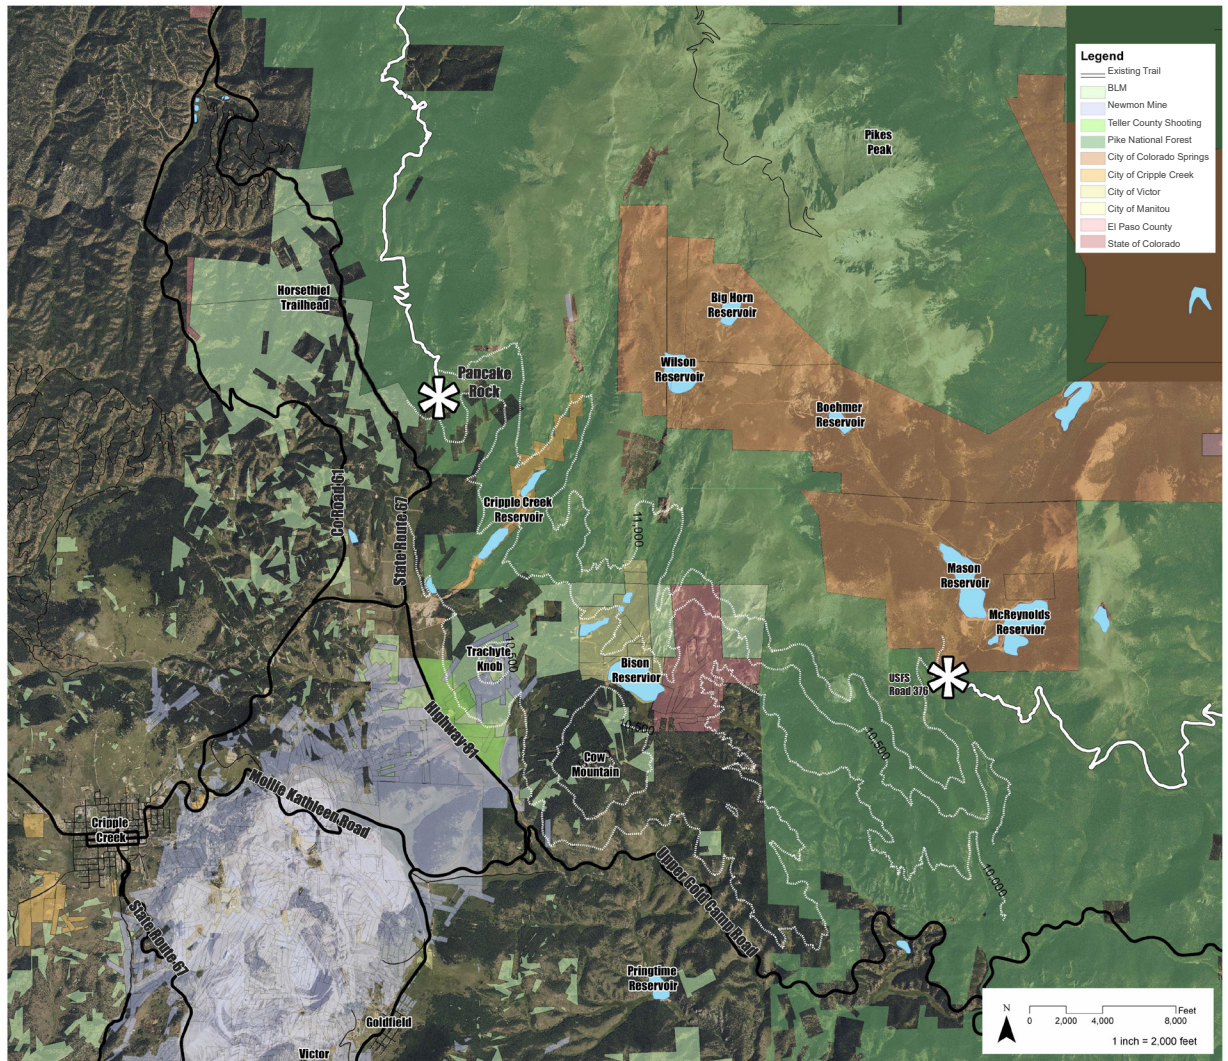 Legend
Existing Trail
BLM
Newmon Mine
Teller County Shooting
Pike National Forest
City of Colorado Springs
City of Cripple Creek
City of Victor
City of Manitou
El Paso County
State of Colorado
Pikes
Peak
Horsethief
Trailhead
Big Horn
Reservoir
Wilson
Reservoir
Pancake
Rock
Boehmer
Reservoir
Co Road 61
State Route 67
Cripple Creek
Reservoir
11,000
Mason
Reservoir
McReynolds
Reservior
Trachyte
Knob
10,500
Bison
Reservior
USFS
Road 376
Highway 81
10,500
Cow
Mountain
Mollie Kathleen Road
Cripple
Creek
Upper Gold Camp Road
10,000
State Route 67
Pringtime
Reservoir
Goldfield
Victor
N
Feet
0 2,000 4,000 8,000
1 inch = 2,000 feet